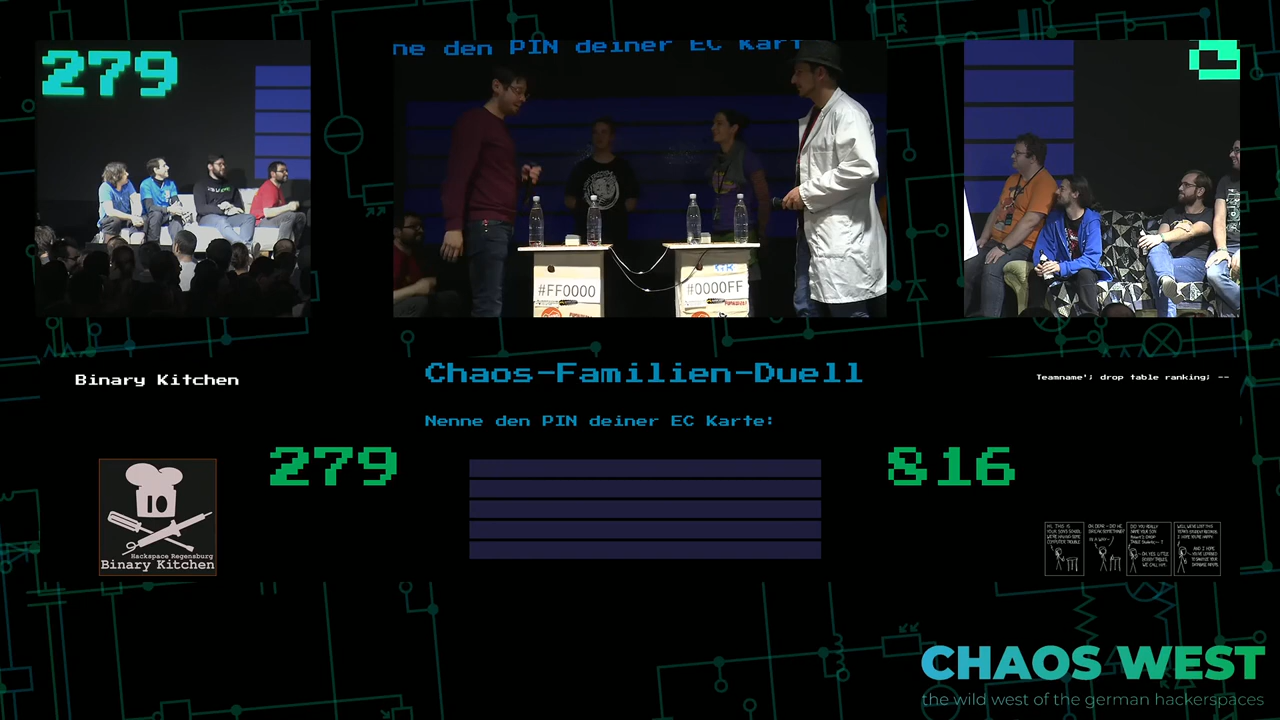 279
ne den PIN deiner EC Kart
#FF0000
#0000FF
Binary Kitchen
Chaos-Familien-Duell
Teamname'; drop table ranking; --
Nenne den PIN deiner EC Karte:
279
816
Hackspace Regensburg
Binary Kitchen
CHAOS WEST
the wild west of the german hackerspaces